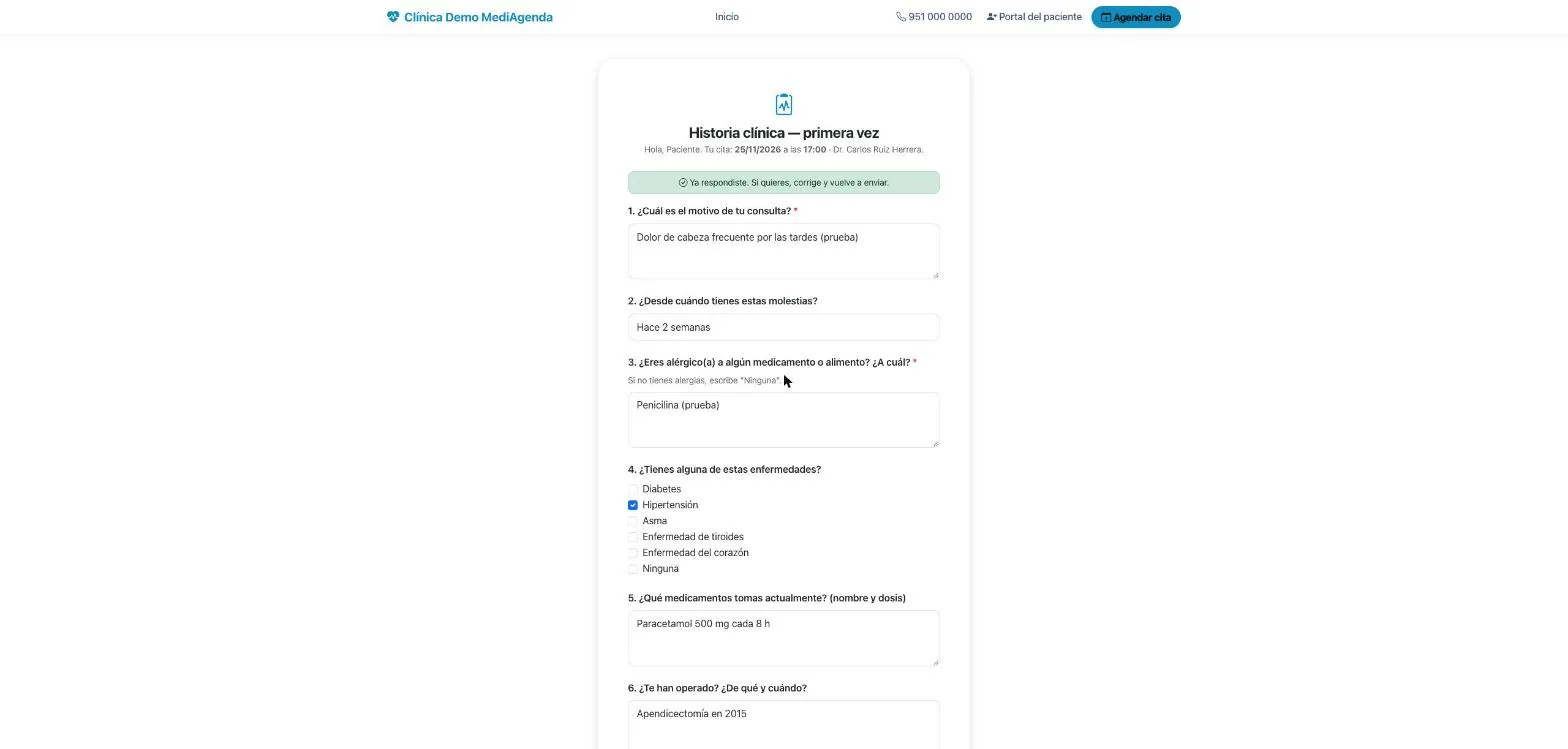 Clínica Demo MediAgenda
Inicio
951 000 0000
Portal del paciente
Agendar cita
Historia clínica — primera vez
Hola, Paciente. Tu cita: 25/11/2026 a las 17:00 · Dr. Carlos Ruiz Herrera.
Ya respondiste. Si quieres, corrige y vuelve a enviar.
1. ¿Cuál es el motivo de tu consulta? *
Dolor de cabeza frecuente por las tardes (prueba)
2. ¿Desde cuándo tienes estas molestias?
Hace 2 semanas
3. ¿Eres alérgico(a) a algún medicamento o alimento? ¿A cuál? *
Si no tienes alergias, escribe "Ninguna".
Penicilina (prueba)
4. ¿Tienes alguna de estas enfermedades?
Diabetes
Hipertensión
Asma
Enfermedad de tiroides
Enfermedad del corazón
Ninguna
5. ¿Qué medicamentos tomas actualmente? (nombre y dosis)
Paracetamol 500 mg cada 8 h
6. ¿Te han operado? ¿De qué y cuándo?
Apendicectomía en 2015